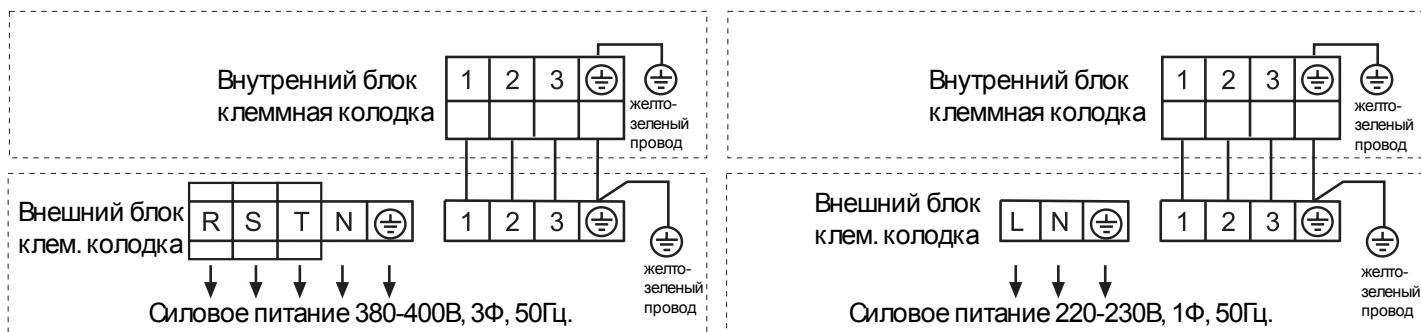 Внутренний блок
клеммная колодка
1 2 3
желто-
зеленый
провод
Внешний блок
клем. колодка
R S T N
1 2 3
желто-
зеленый
провод
Силовое питание 380-400В, 3Ф, 50Гц.
Внутренний блок
клеммная колодка
1 2 3
желто-
зеленый
провод
Внешний блок
клем. колодка
L N
1 2 3
желто-
зеленый
провод
Силовое питание 220-230В, 1Ф, 50Гц.